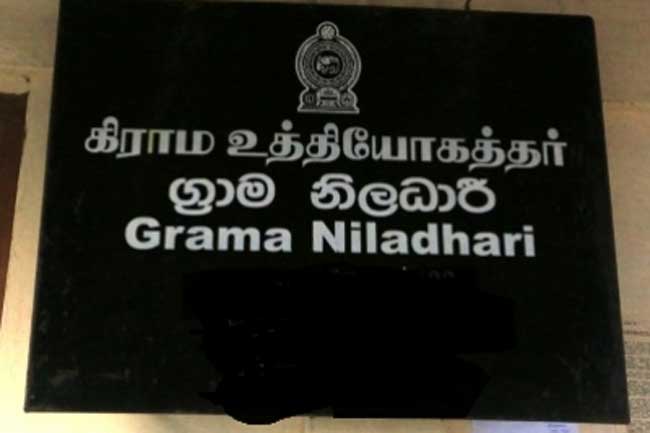 கிராம உத்தியோகத்தர்
ග්‍රාම නිලධාරී
Grama Niladhari